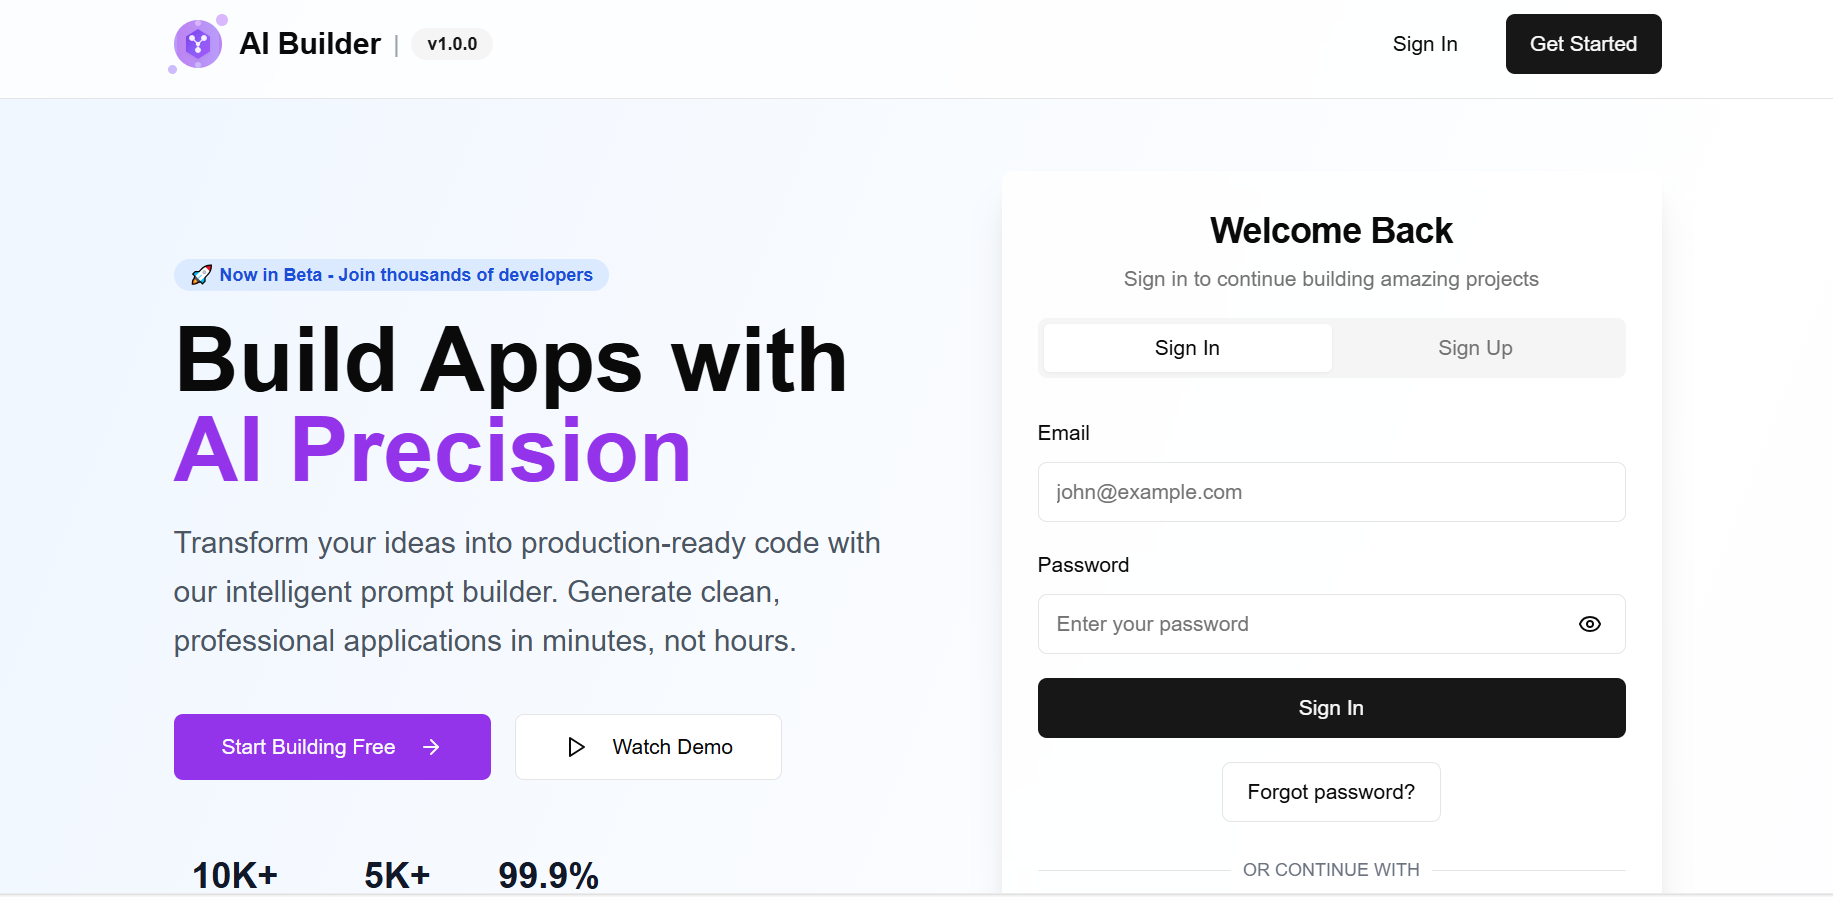 AI Builder | v1.0.0
Sign In
Get Started
🚀 Now in Beta - Join thousands of developers
Build Apps with
AI Precision
Transform your ideas into production-ready code with
our intelligent prompt builder. Generate clean,
professional applications in minutes, not hours.
Start Building Free →
Watch Demo
10K+
5K+
99.9%
Welcome Back
Sign in to continue building amazing projects
Sign In
Sign Up
Email
john@example.com
Password
Enter your password
Sign In
Forgot password?
OR CONTINUE WITH